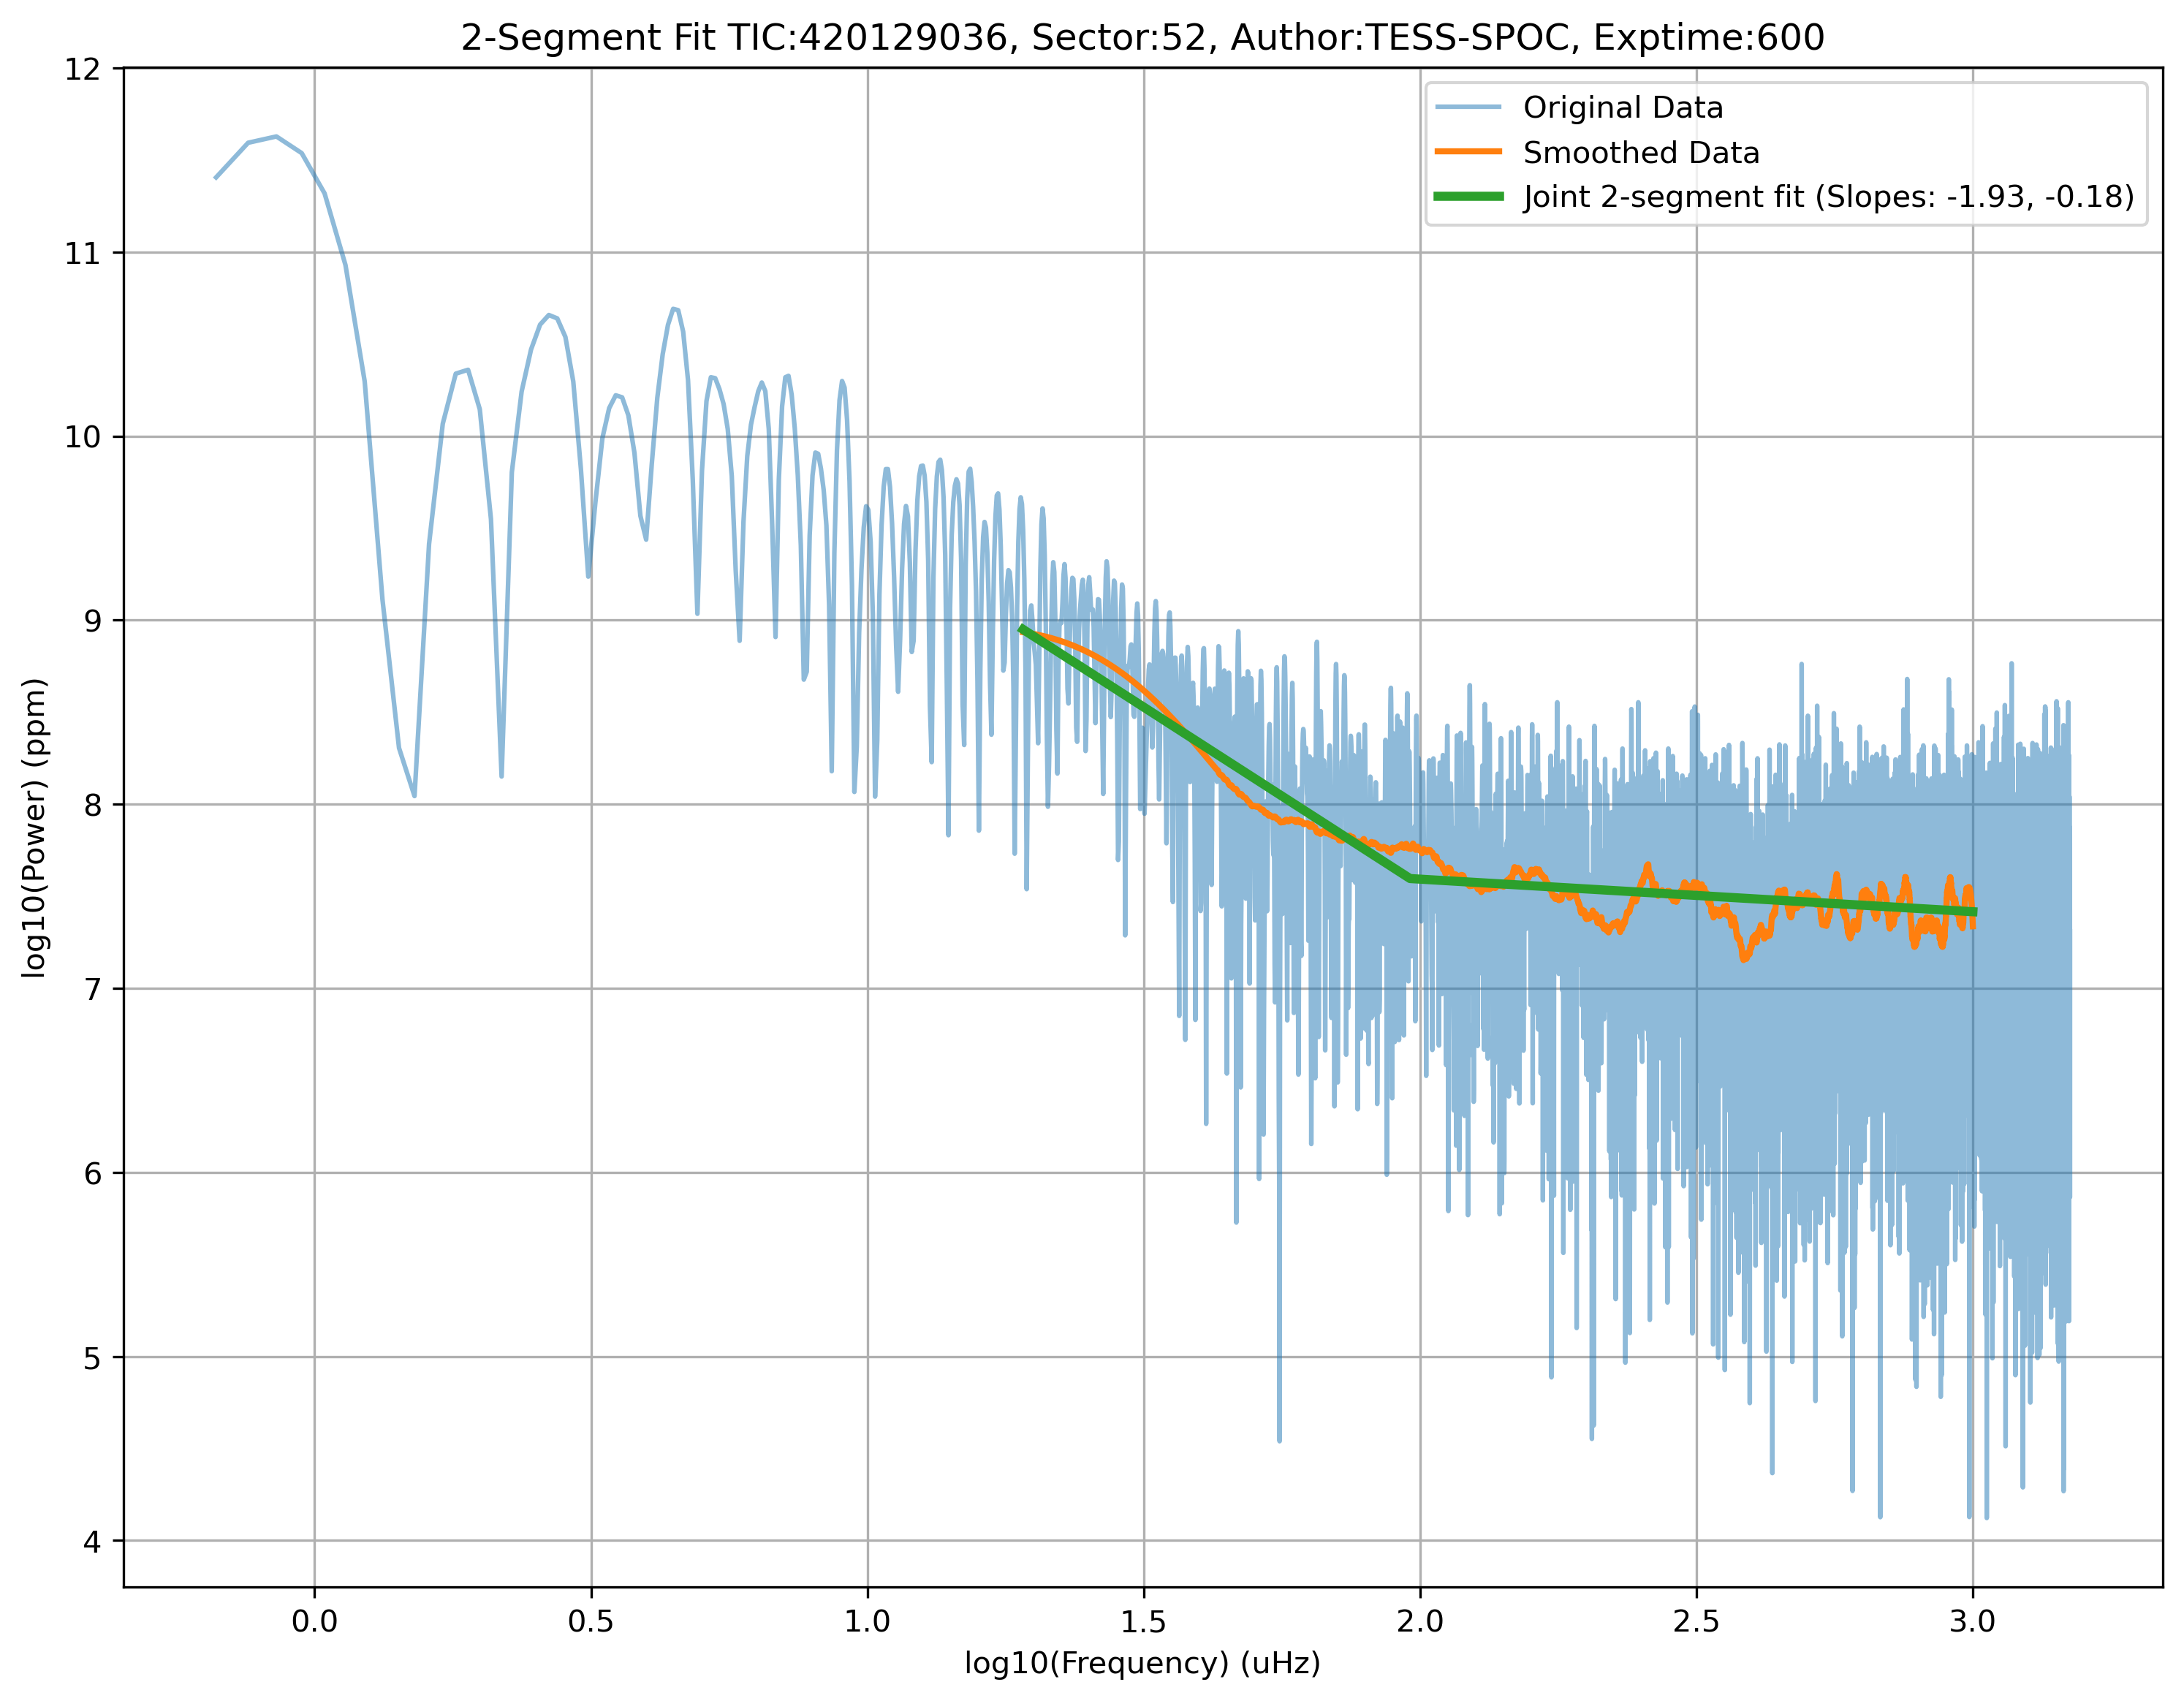 2-Segment Fit TIC:420129036, Sector:52, Author:TESS-SPOC, Exptime:600
12
11
10
9
8
7
6
5
4
log10(Power) (ppm)
Original Data
Smoothed Data
Joint 2-segment fit (Slopes: -1.93, -0.18)
0.0 0.5 1.0 1.5 2.0 2.5 3.0
log10(Frequency) (uHz)